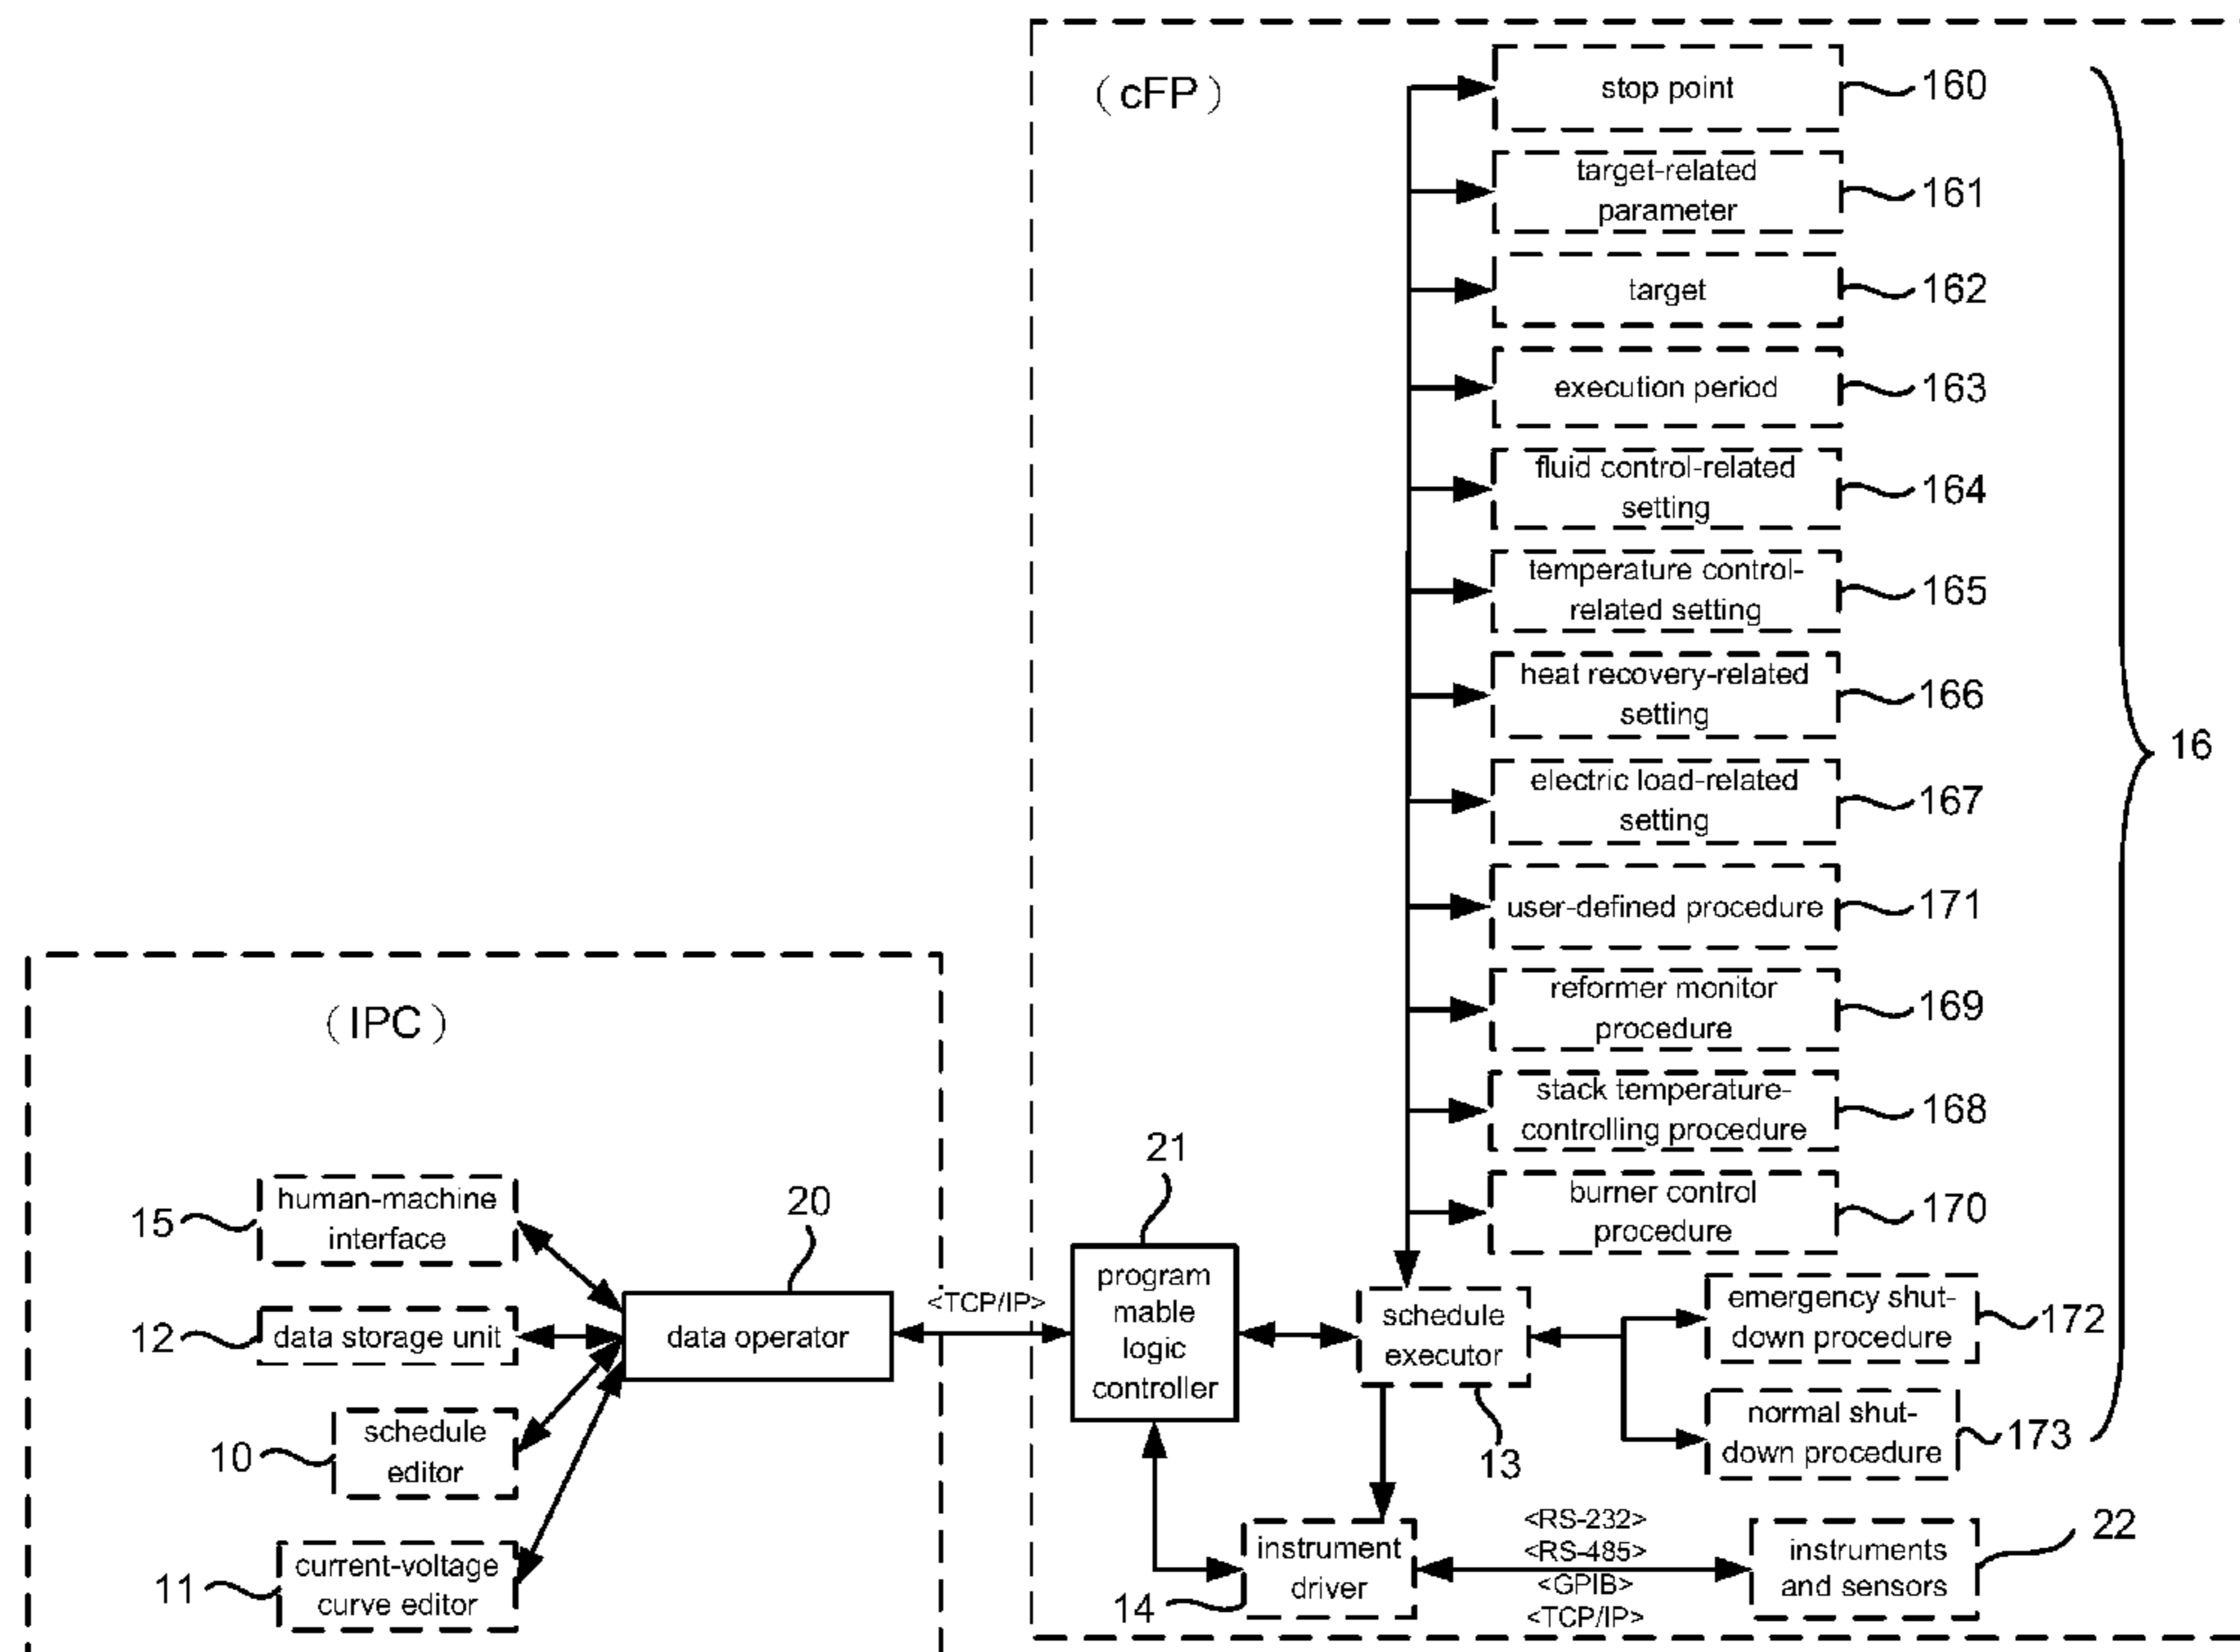 (cFP)
stop point
160
target-related
parameter
161
target
162
execution period
163
fluid control-related
setting
164
temperature control-
related setting
165
heat recovery-related
setting
166
electric load-related
setting
167
user-defined procedure
171
reformer monitor
procedure
169
stack temperature-
controlling procedure
168
burner control
procedure
170
16
(IPC)
human-machine
interface
15
data storage unit
12
schedule
editor
10
current-voltage
curve editor
11
20
data operator
<TCP/IP>
21
program
mable
logic
controller
schedule
executor
13
emergency shut-
down procedure
172
normal shut-
down procedure
173
instrument
driver
14
<RS-232>
<RS-485>
<GPIB>
<TCP/IP>
instruments
and sensors
22